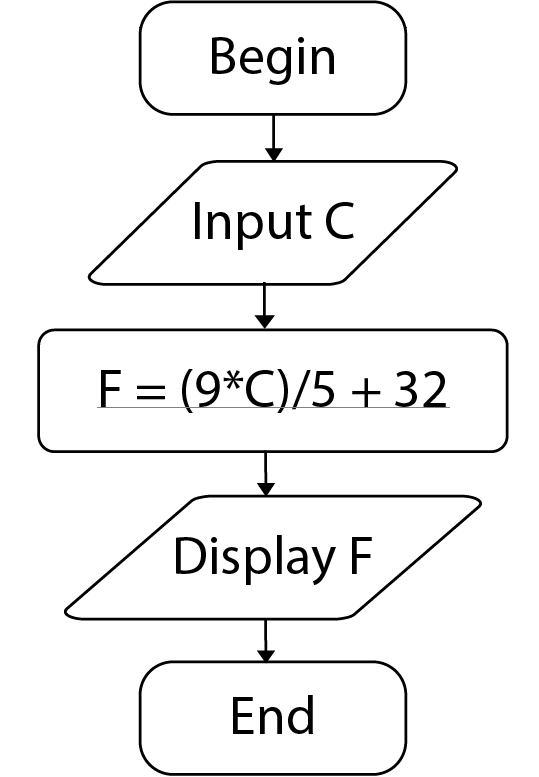 Begin
Input C
F = (9*C)/5 + 32
Display F
End